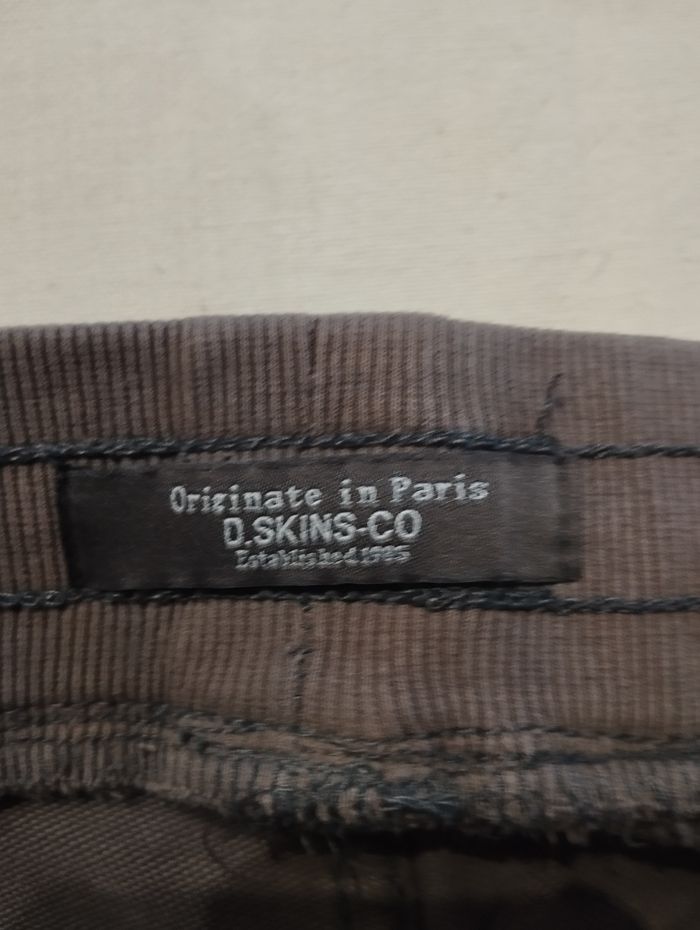 Originate in Paris
D.SKINS-CO
Established 1985